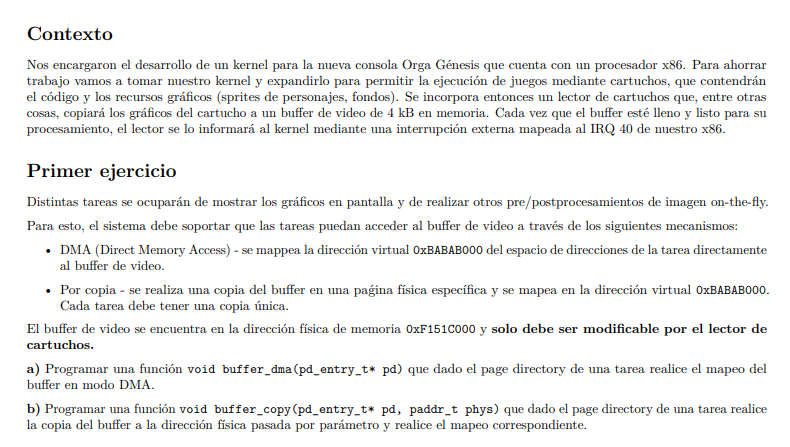 Contexto
Nos encargaron el desarrollo de un kernel para la nueva consola Orga Génesis que cuenta con un procesador x86. Para ahorrar
trabajo vamos a tomar nuestro kernel y expandirlo para permitir la ejecución de juegos mediante cartuchos, que contendrán
el código y los recursos gráficos (sprites de personajes, fondos). Se incorpora entonces un lector de cartuchos que, entre otras
cosas, copiará los gráficos del cartucho a un buffer de video de 4 kB en memoria. Cada vez que el buffer esté lleno y listo para su
procesamiento, el lector se lo informará al kernel mediante una interrupción externa mapeada al IRQ 40 de nuestro x86.
Primer ejercicio
Distintas tareas se ocuparán de mostrar los gráficos en pantalla y de realizar otros pre/postprocesamientos de imagen on-the-fly.
Para esto, el sistema debe soportar que las tareas puedan acceder al buffer de video a través de los siguientes mecanismos:
• DMA (Direct Memory Access) - se mappea la dirección virtual 0xBABAB000 del espacio de direcciones de la tarea directamente
al buffer de video.
• Por copia - se realiza una copia del buffer en una paǵina física específica y se mapea en la dirección virtual 0xBABAB000.
Cada tarea debe tener una copia única.
El buffer de video se encuentra en la dirección física de memoria 0xF151C000 y solo debe ser modificable por el lector de
cartuchos.
a) Programar una función void buffer_dma(pd_entry_t* pd) que dado el page directory de una tarea realice el mapeo del
buffer en modo DMA.
b) Programar una función void buffer_copy(pd_entry_t* pd, paddr_t phys) que dado el page directory de una tarea realice
la copia del buffer a la dirección física pasada por parámetro y realice el mapeo correspondiente.